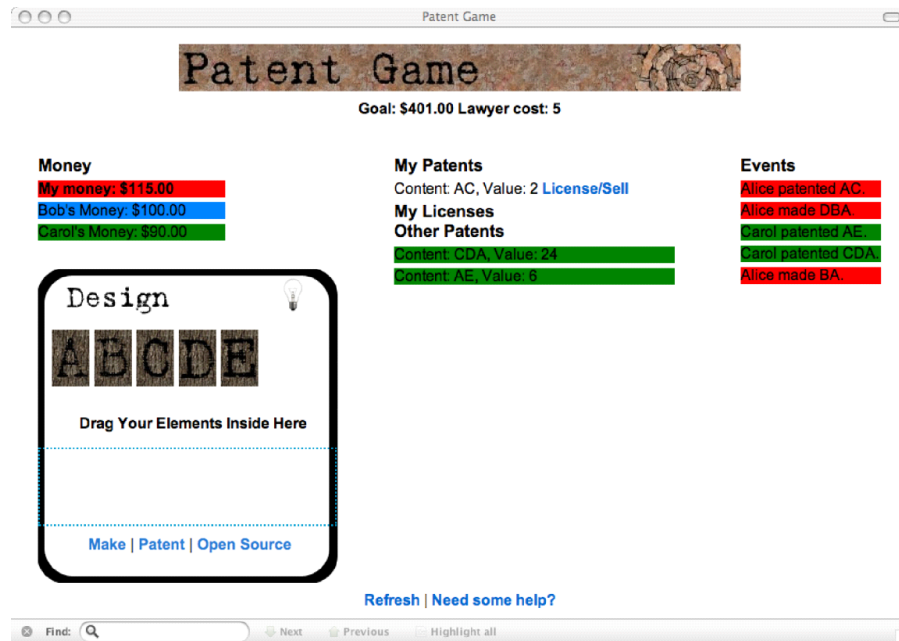 Patent Game
Patent Game
Goal: $401.00 Lawyer cost: 5
Money
My money: $115.00
Bob's Money: $100.00
Carol's Money: $90.00
My Patents
Content: AC, Value: 2 License/Sell
My Licenses
Other Patents
Content: CDA, Value: 24
Content: AE, Value: 6
Events
Alice patented AC.
Alice made DBA.
Carol patented AE.
Carol patented CDA.
Alice made BA.
Design
A B C D E
Drag Your Elements Inside Here
Make | Patent | Open Source
Refresh | Need some help?
Find: Next Previous Highlight all